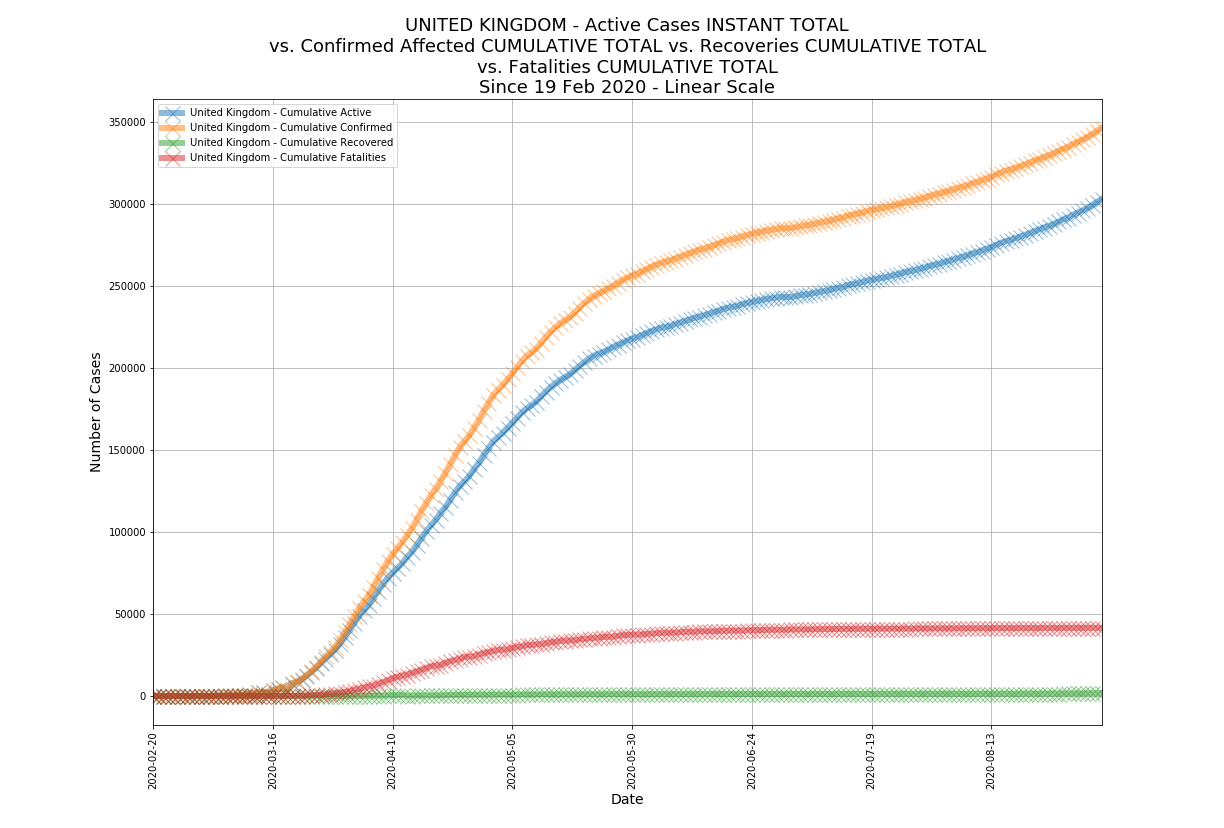 UNITED KINGDOM - Active Cases INSTANT TOTAL
vs. Confirmed Affected CUMULATIVE TOTAL vs. Recoveries CUMULATIVE TOTAL
vs. Fatalities CUMULATIVE TOTAL
Since 19 Feb 2020 - Linear Scale
United Kingdom - Cumulative Active
United Kingdom - Cumulative Confirmed
United Kingdom - Cumulative Recovered
United Kingdom - Cumulative Fatalities
Number of Cases
350000
300000
250000
200000
150000
100000
50000
0
2020-02-20
2020-03-16
2020-04-10
2020-05-05
2020-05-30
2020-06-24
2020-07-19
2020-08-13
Date